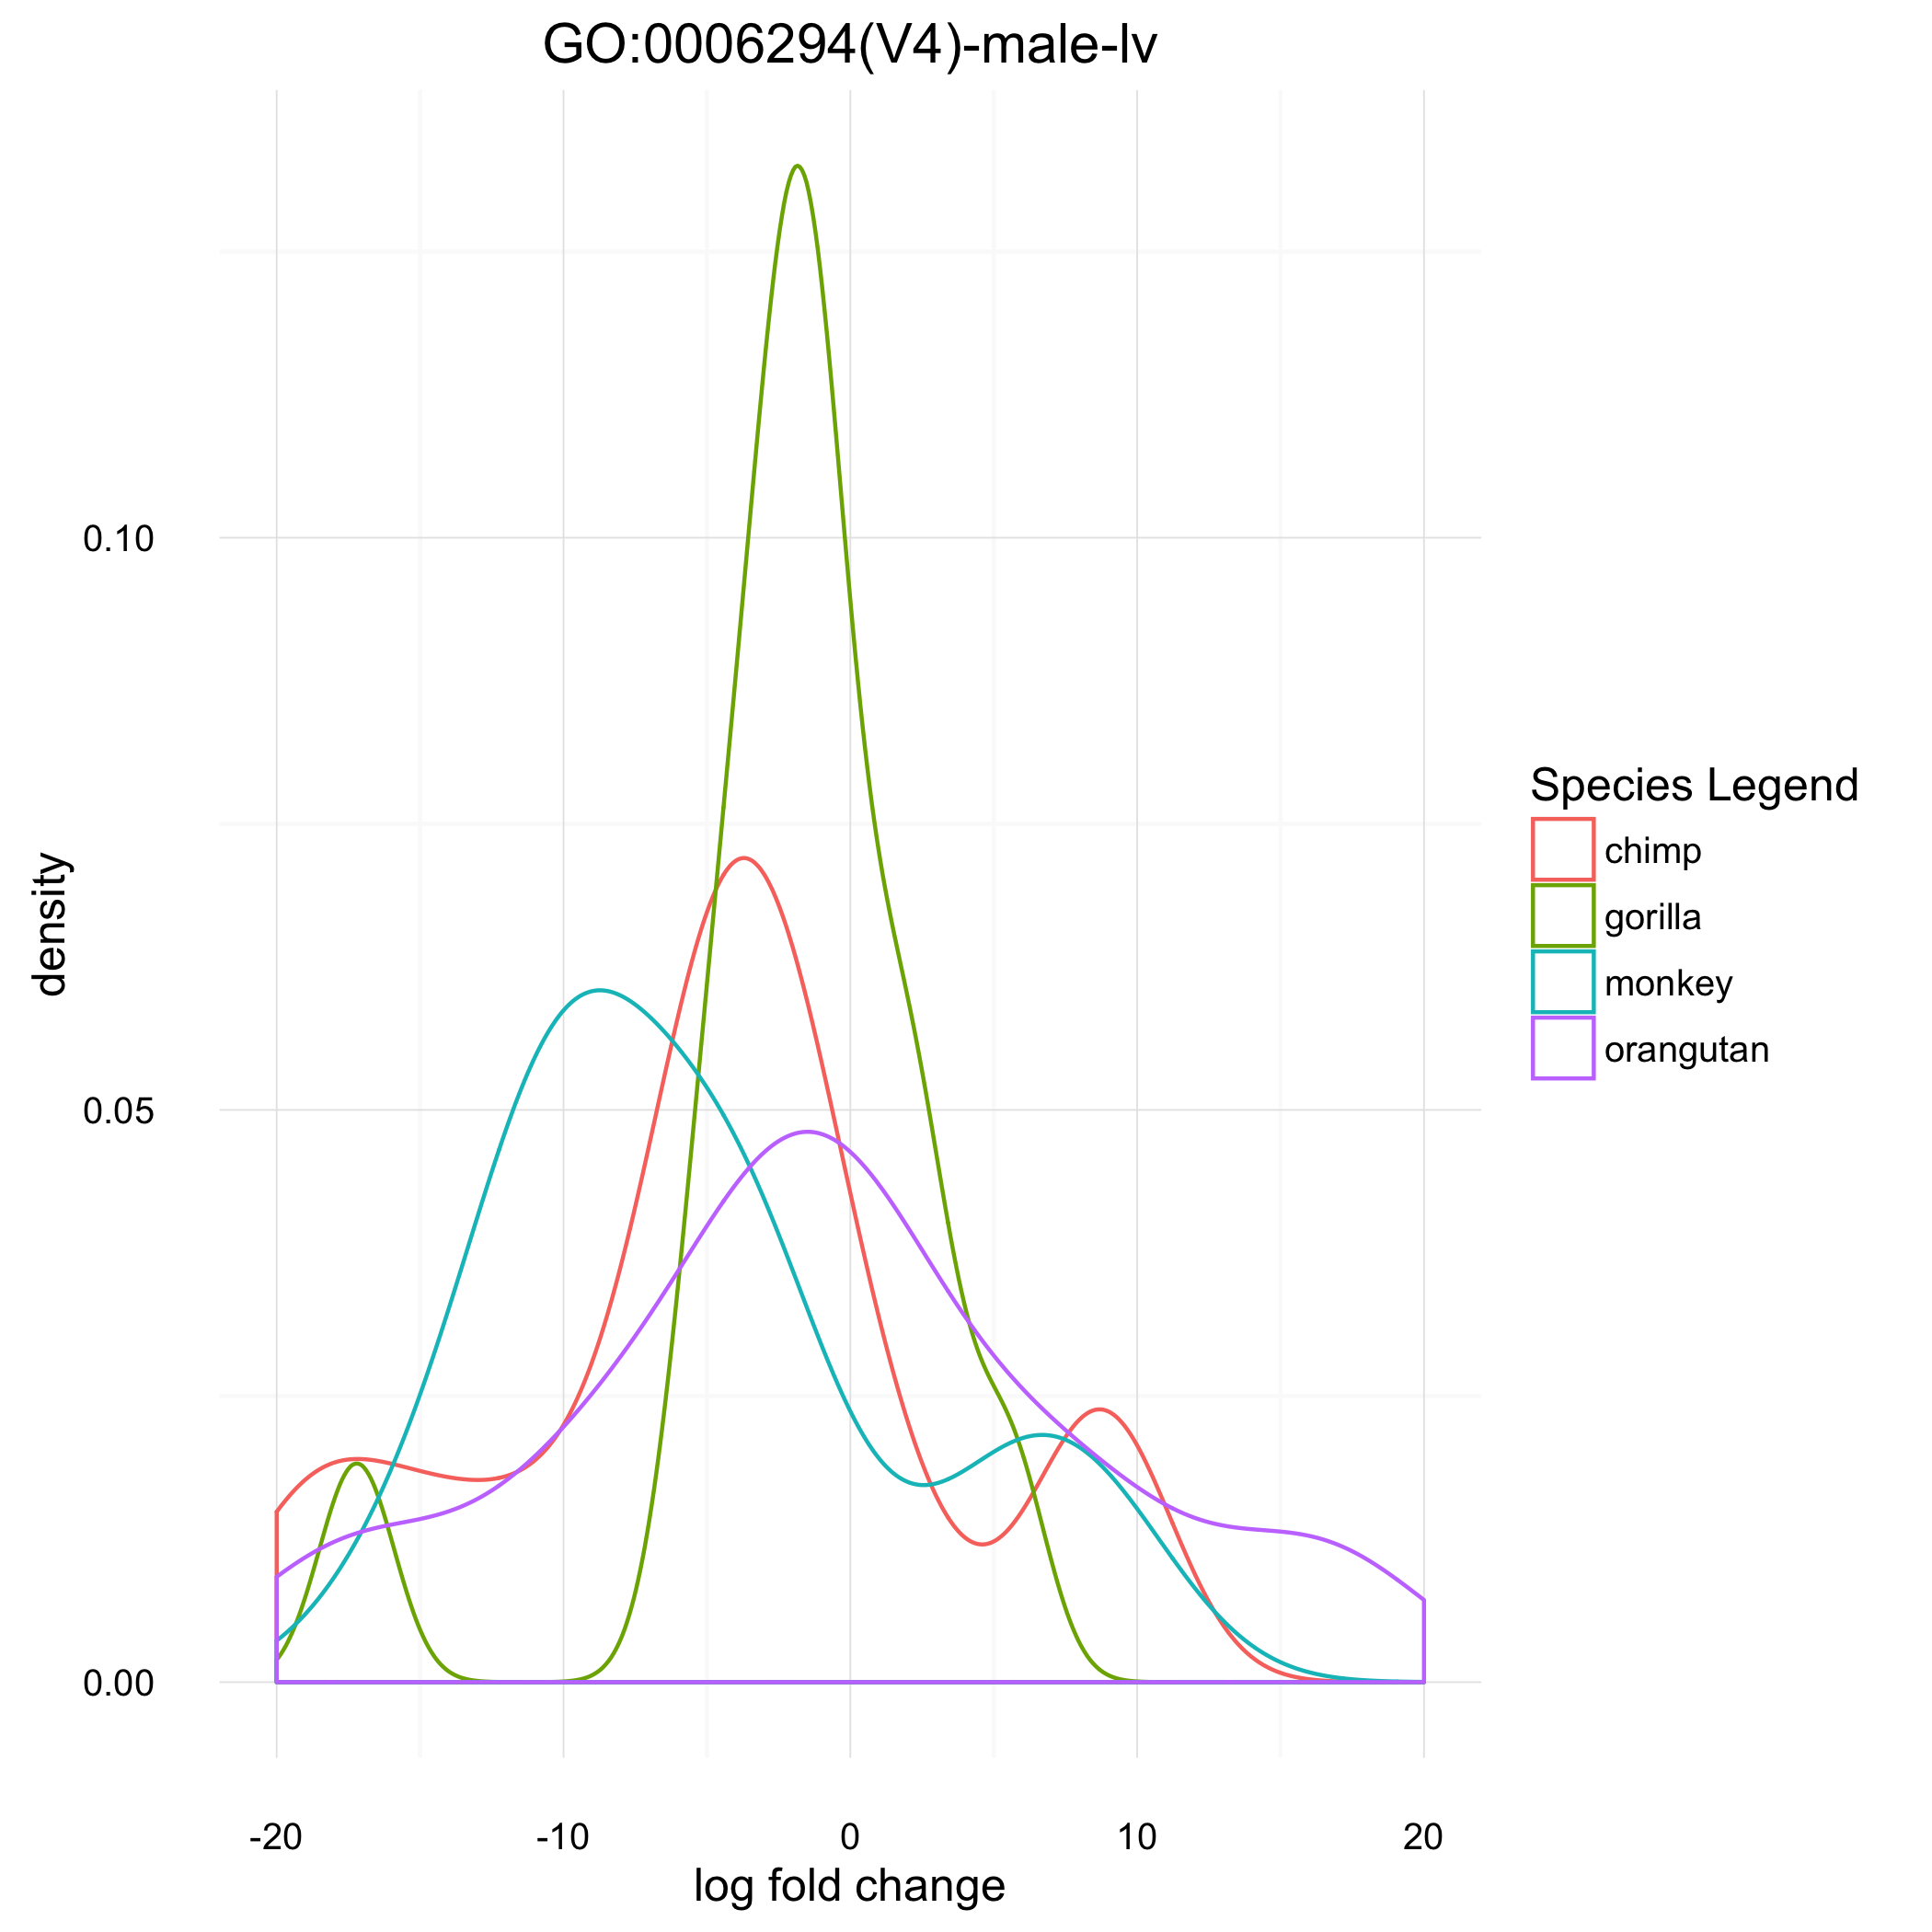 GO:0006294(V4)-male-lv
density
0.10
0.05
0.00
-20
-10
0
10
20
log fold change
Species Legend
chimp
gorilla
monkey
orangutan